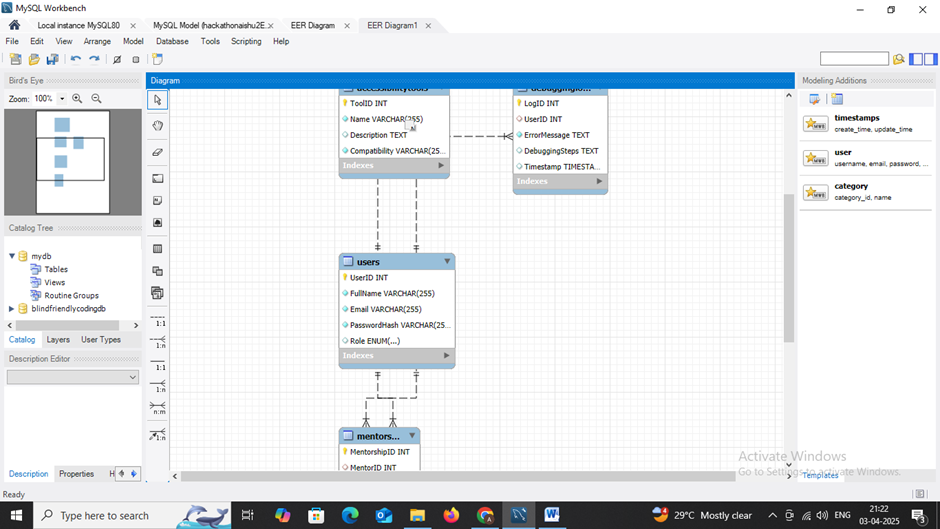 MySQL Workbench
Local instance MySQL80 × MySQL Model (hackathonaishu2E... × EER Diagram × EER Diagram1 ×
File Edit View Arrange Model Database Tools Scripting Help
Bird's Eye
Zoom: 100%
Diagram
Modeling Additions
timestamps
create_time, update_time
user
username, email, password, ...
category
category_id, name
ToolID INT
Name VARCHAR(255)
Description TEXT
Compatibility VARCHAR(25...
Indexes
LogID INT
UserID INT
ErrorMessage TEXT
DebuggingSteps TEXT
Timestamp TIMESTA...
Indexes
Catalog Tree
mydb
Tables
Views
Routine Groups
blindfriendlycodingdb
Catalog Layers User Types
Description Editor
Description Properties H
1:1
1:n
1:1
1:n
n:m
1:n
users
UserID INT
FullName VARCHAR(255)
Email VARCHAR(255)
PasswordHash VARCHAR(25...
Role ENUM(...)
Indexes
mentors...
MentorshipID INT
MentorID INT
Activate Windows
Go to Settings to activate Windows.
Templates
Ready
Type here to search
29°C Mostly clear
ENG
21:22
03-04-2025
3